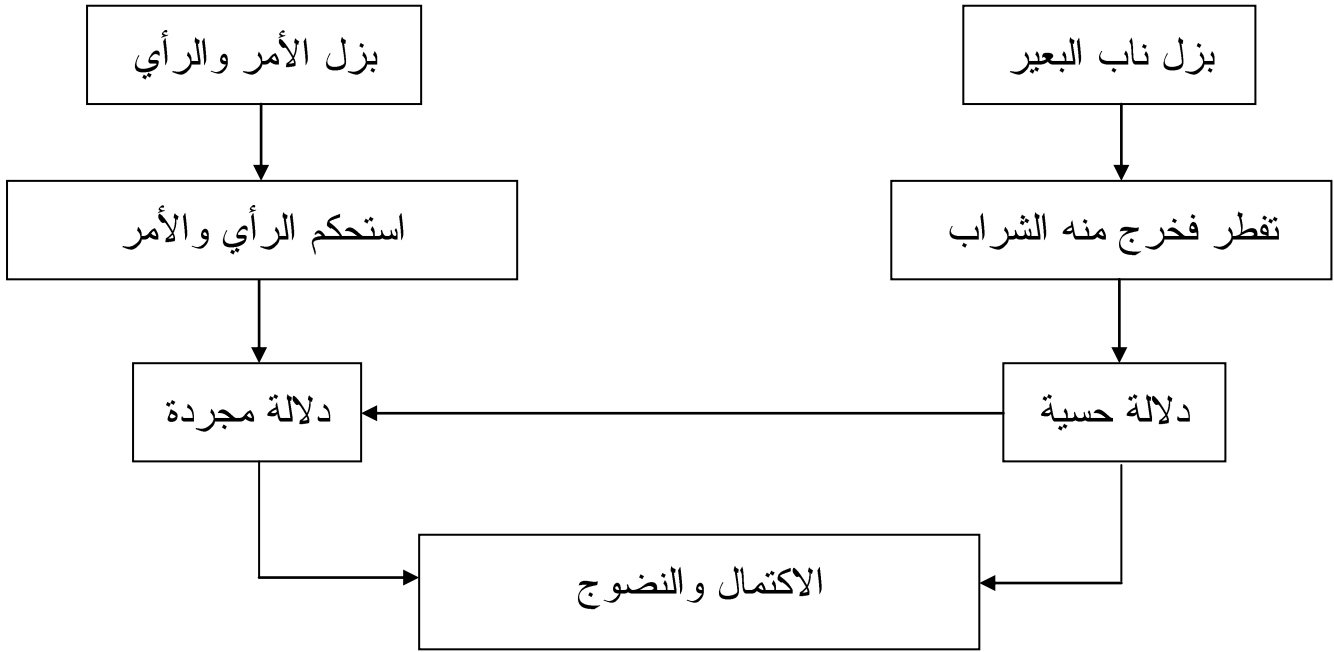 بزل ناب البعير
بزل الأمر والرأي
تفطر فخرج منه الشراب
استحكم الرأي والأمر
دلالة حسية
دلالة مجردة
الاكتمال والنضوج